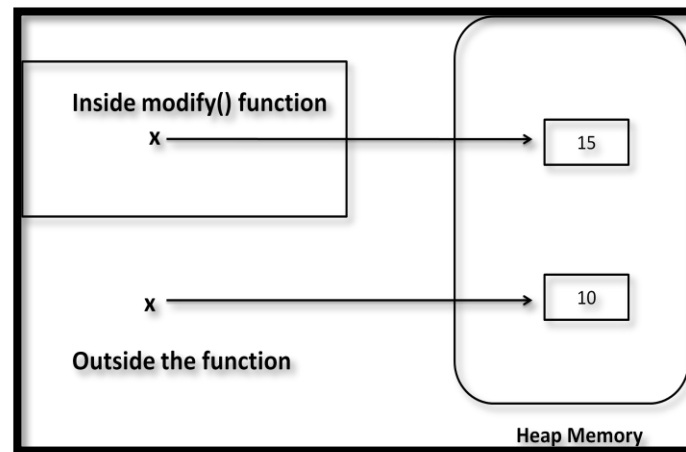 Inside modify() function
x
15
x
10
Outside the function
Heap Memory